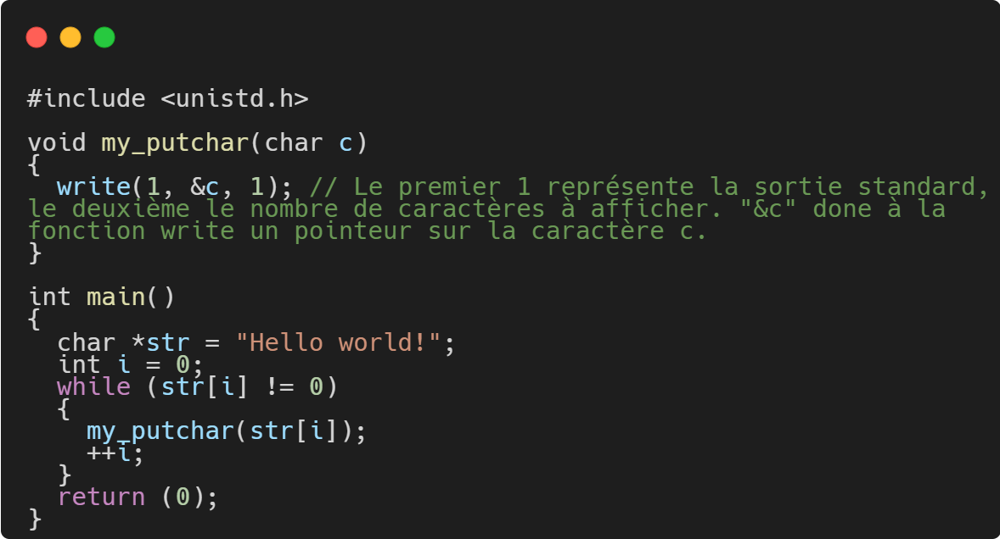 #include <unistd.h>
void my_putchar(char c)
{
write(1, &c, 1); // Le premier 1 représente la sortie standard,
le deuxième le nombre de caractères à afficher. "&c" done à la
fonction write un pointeur sur la caractère c.
}
int main()
{
char *str = "Hello world!";
int i = 0;
while (str[i] != 0)
{
my_putchar(str[i]);
++i;
}
return (0);
}